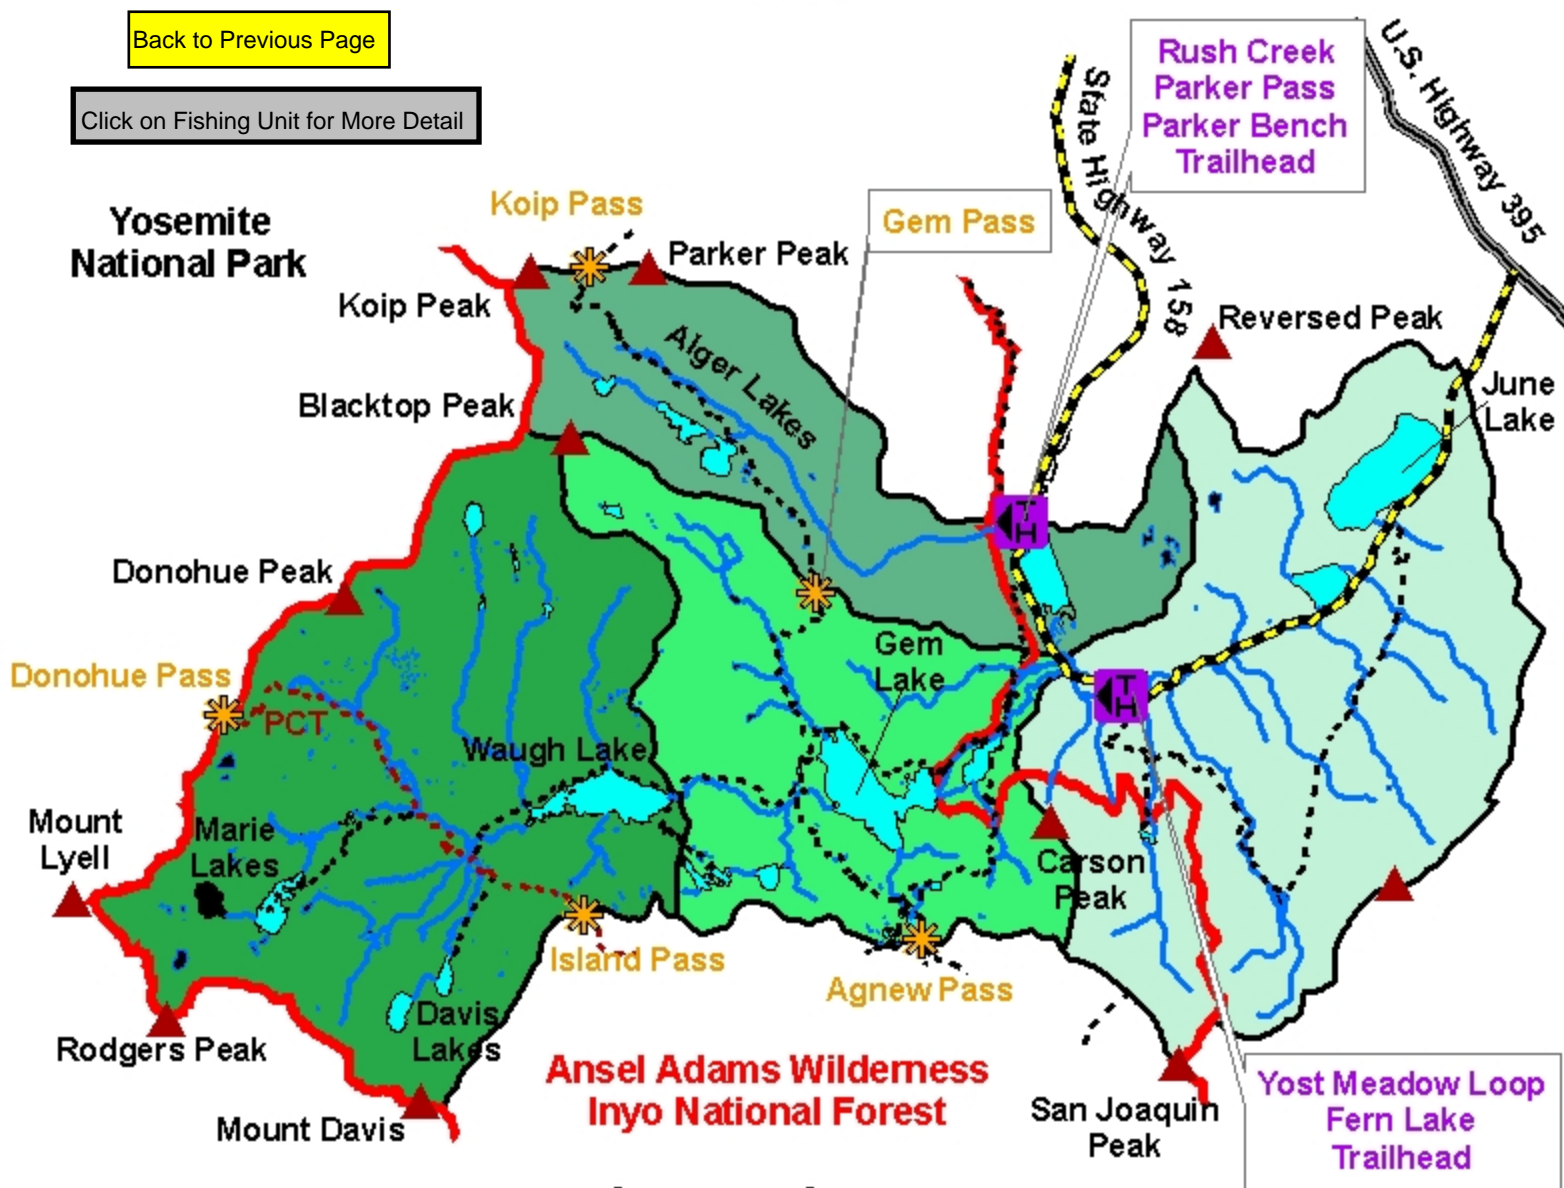 Back to Previous Page
Click on Fishing Unit for More Detail
Rush Creek
Parker Pass
Parker Bench
Trailhead
U.S. Highway 395
State Highway 158
Yosemite
National Park
Koip Pass
Gem Pass
Parker Peak
Koip Peak
Reversed Peak
Alger Lakes
June
Lake
Blacktop Peak
T
H
Donohue Peak
Gem
Lake
Donohue Pass
PCT
T
H
Waugh Lake
Mount
Lyell
Marie
Lakes
Carson
Peak
Island Pass
Agnew Pass
Davis
Lakes
Rodgers Peak
Ansel Adams Wilderness
Inyo National Forest
Mount Davis
San Joaquin
Peak
Yost Meadow Loop
Fern Lake
Trailhead